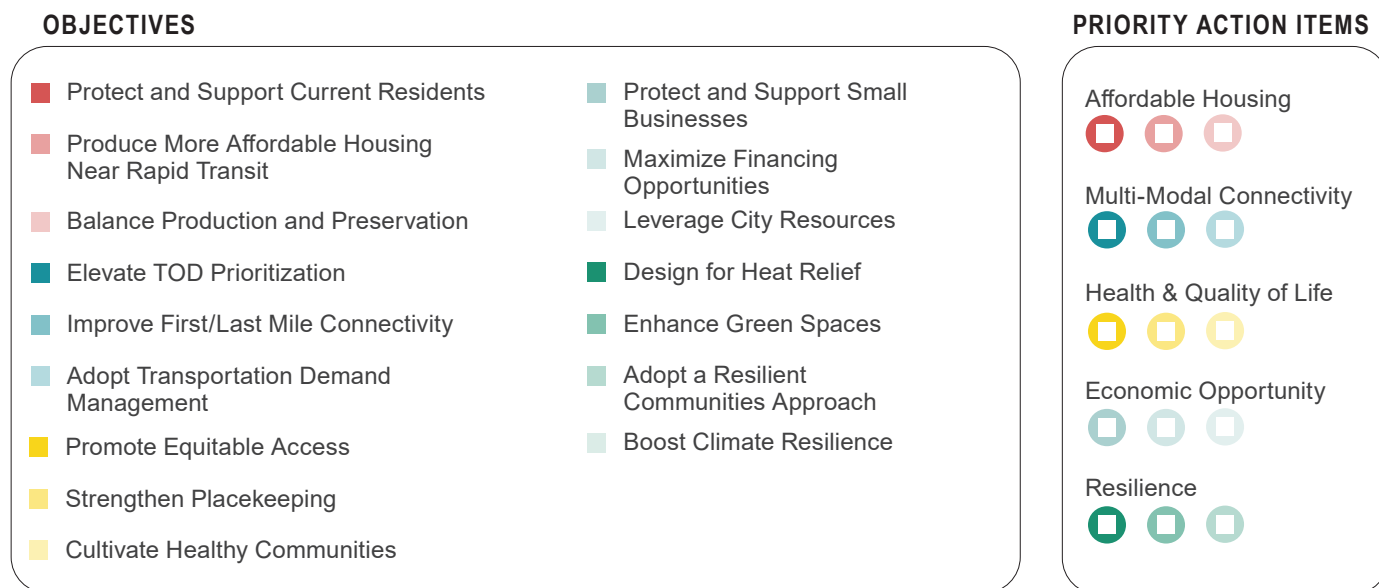 OBJECTIVES
Protect and Support Current Residents
Produce More Affordable Housing
Near Rapid Transit
Balance Production and Preservation
Elevate TOD Prioritization
Improve First/Last Mile Connectivity
Adopt Transportation Demand
Management
Promote Equitable Access
Strengthen Placekeeping
Cultivate Healthy Communities
Protect and Support Small
Businesses
Maximize Financing
Opportunities
Leverage City Resources
Design for Heat Relief
Enhance Green Spaces
Adopt a Resilient
Communities Approach
Boost Climate Resilience
PRIORITY ACTION ITEMS
Affordable Housing
Multi-Modal Connectivity
Health & Quality of Life
Economic Opportunity
Resilience